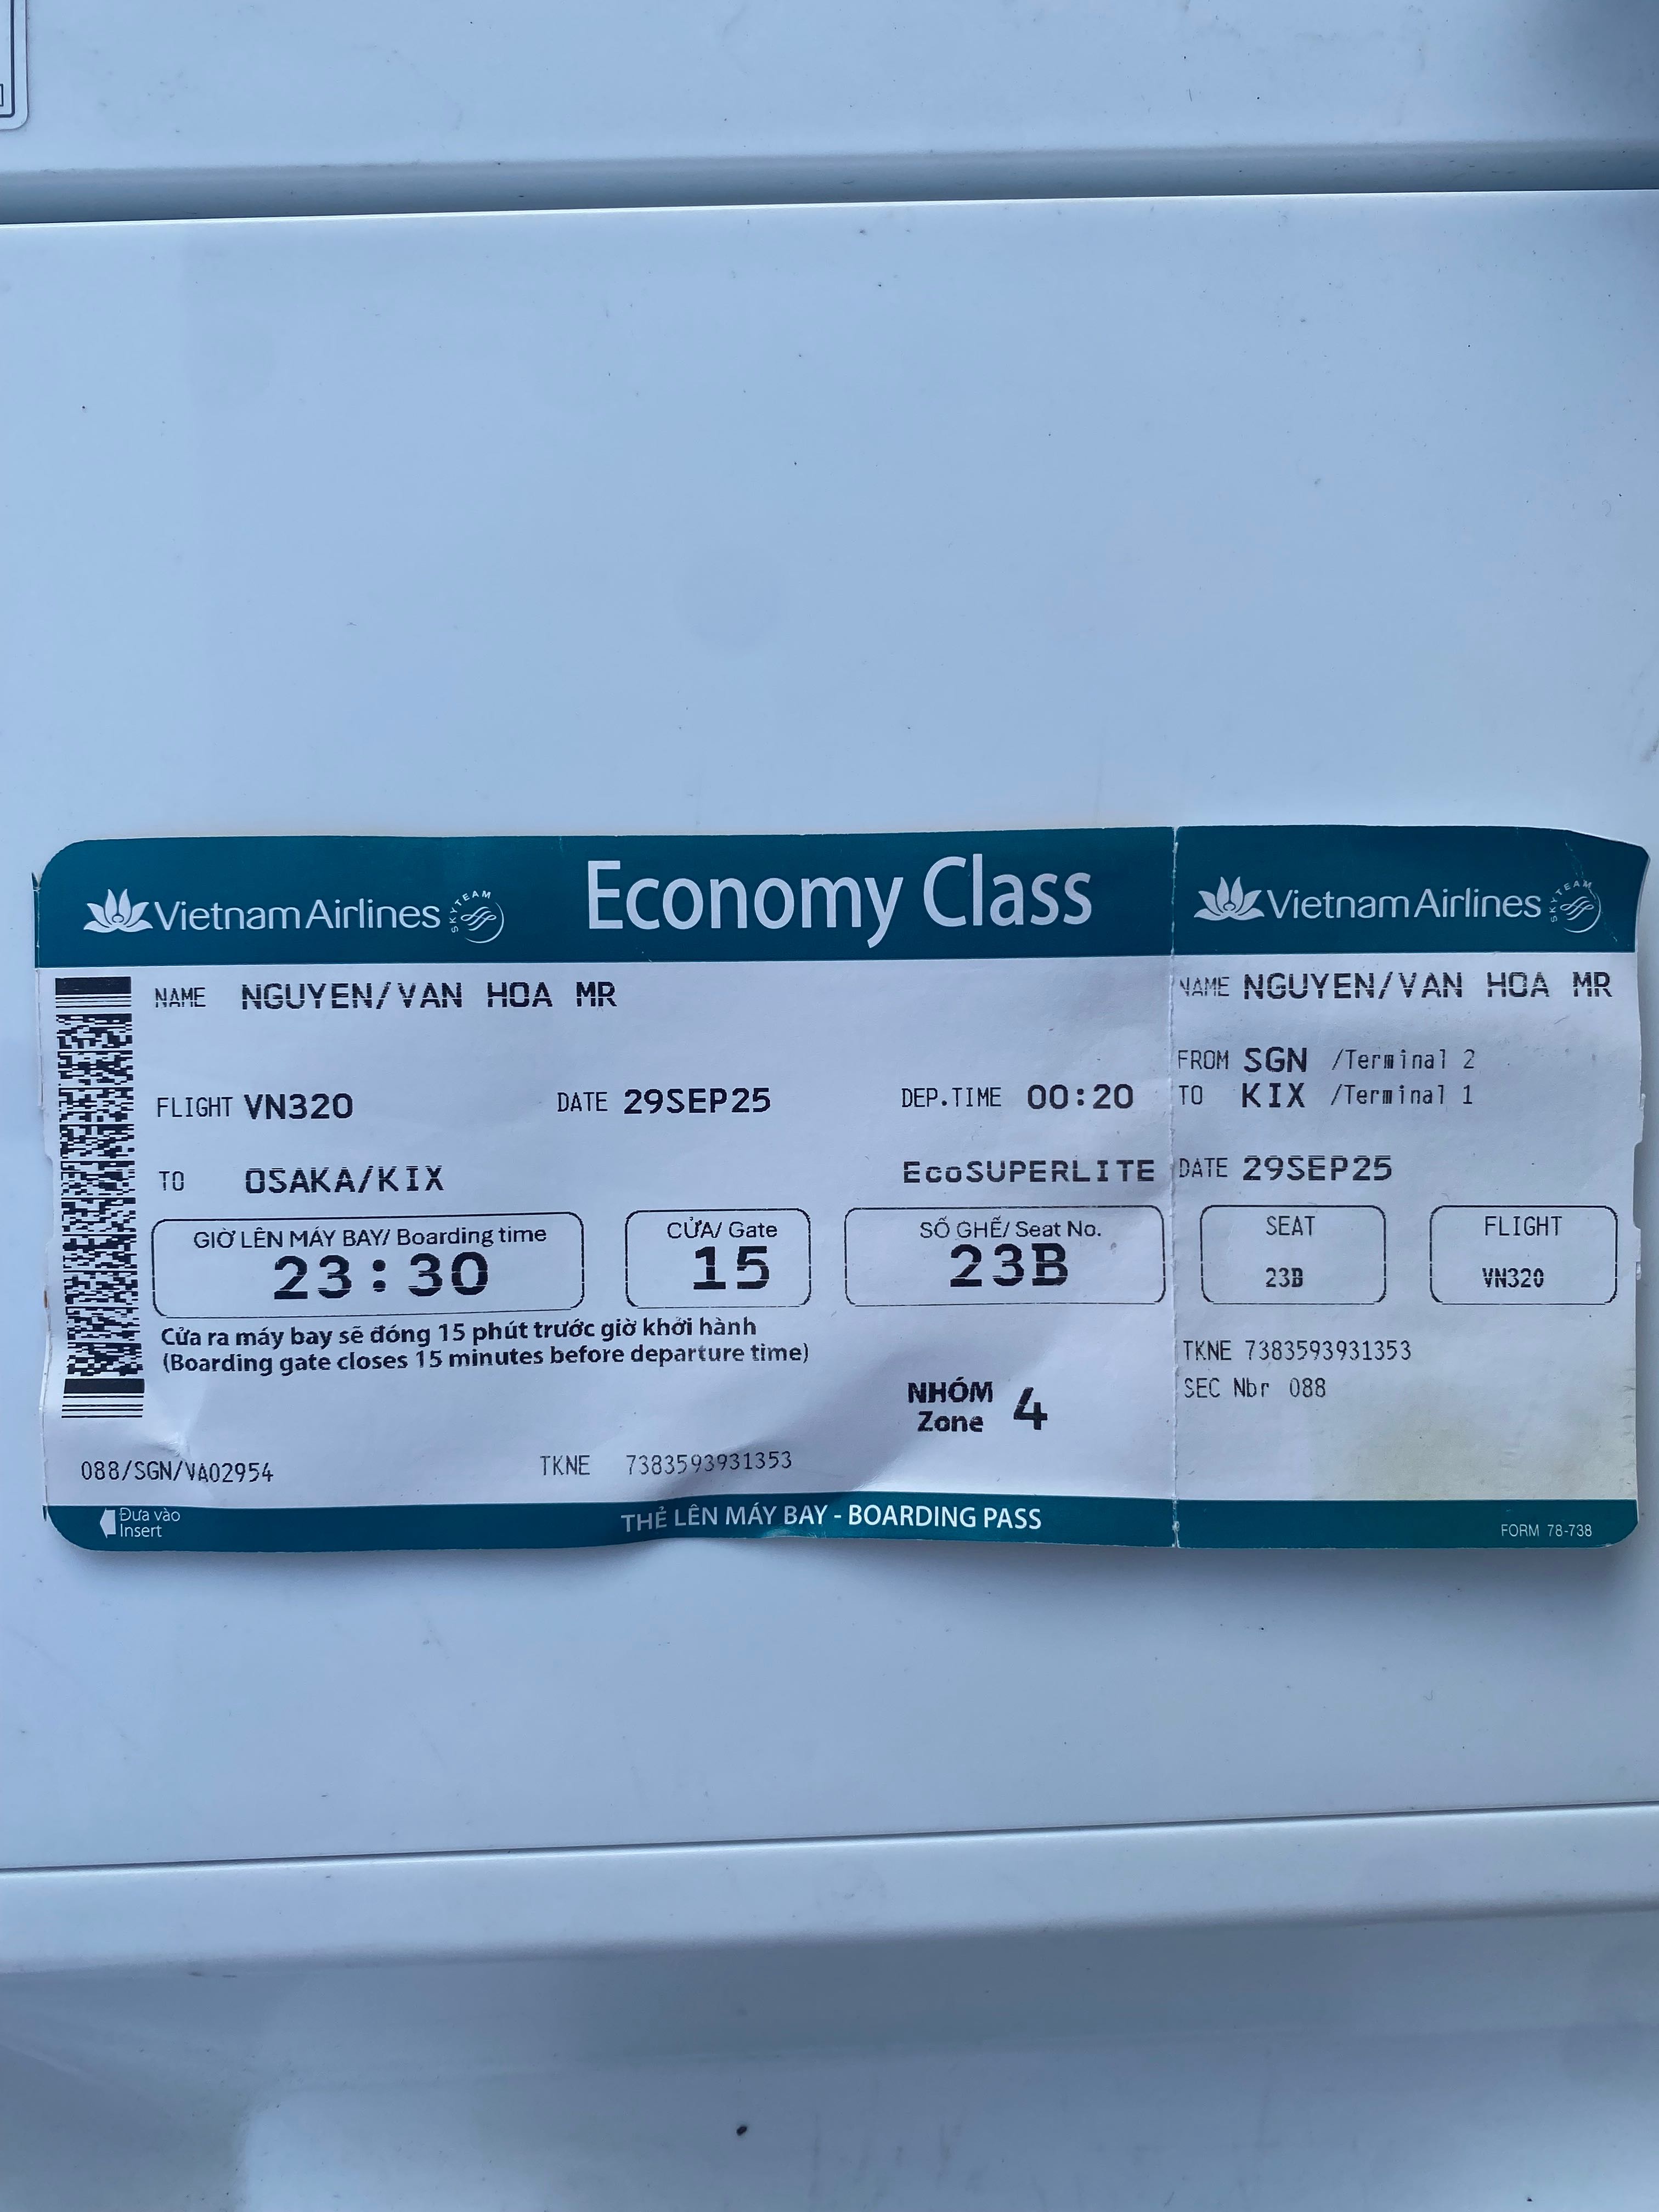 Vietnam Airlines SKYTEAM
Economy Class
NAME NGUYEN/VAN HOA MR
FLIGHT VN320 DATE 29SEP25 DEP.TIME 00:20
TO OSAKA/KIX EcoSUPERLITE
GIỜ LÊN MÁY BAY/ Boarding time
23:30
CỬA/ Gate
15
SỐ GHẾ/ Seat No.
23B
Cửa ra máy bay sẽ đóng 15 phút trước giờ khởi hành
(Boarding gate closes 15 minutes before departure time)
NHÓM
Zone 4
088/SGN/VA02954 TKNE 7383593931353
Đưa vào
Insert
THẺ LÊN MÁY BAY - BOARDING PASS
Vietnam Airlines SKYTEAM
NAME NGUYEN/VAN HOA MR
FROM SGN /Terminal 2
TO KIX /Terminal 1
DATE 29SEP25
SEAT
23B
FLIGHT
VN320
TKNE 7383593931353
SEC Nbr 088
FORM 78-738